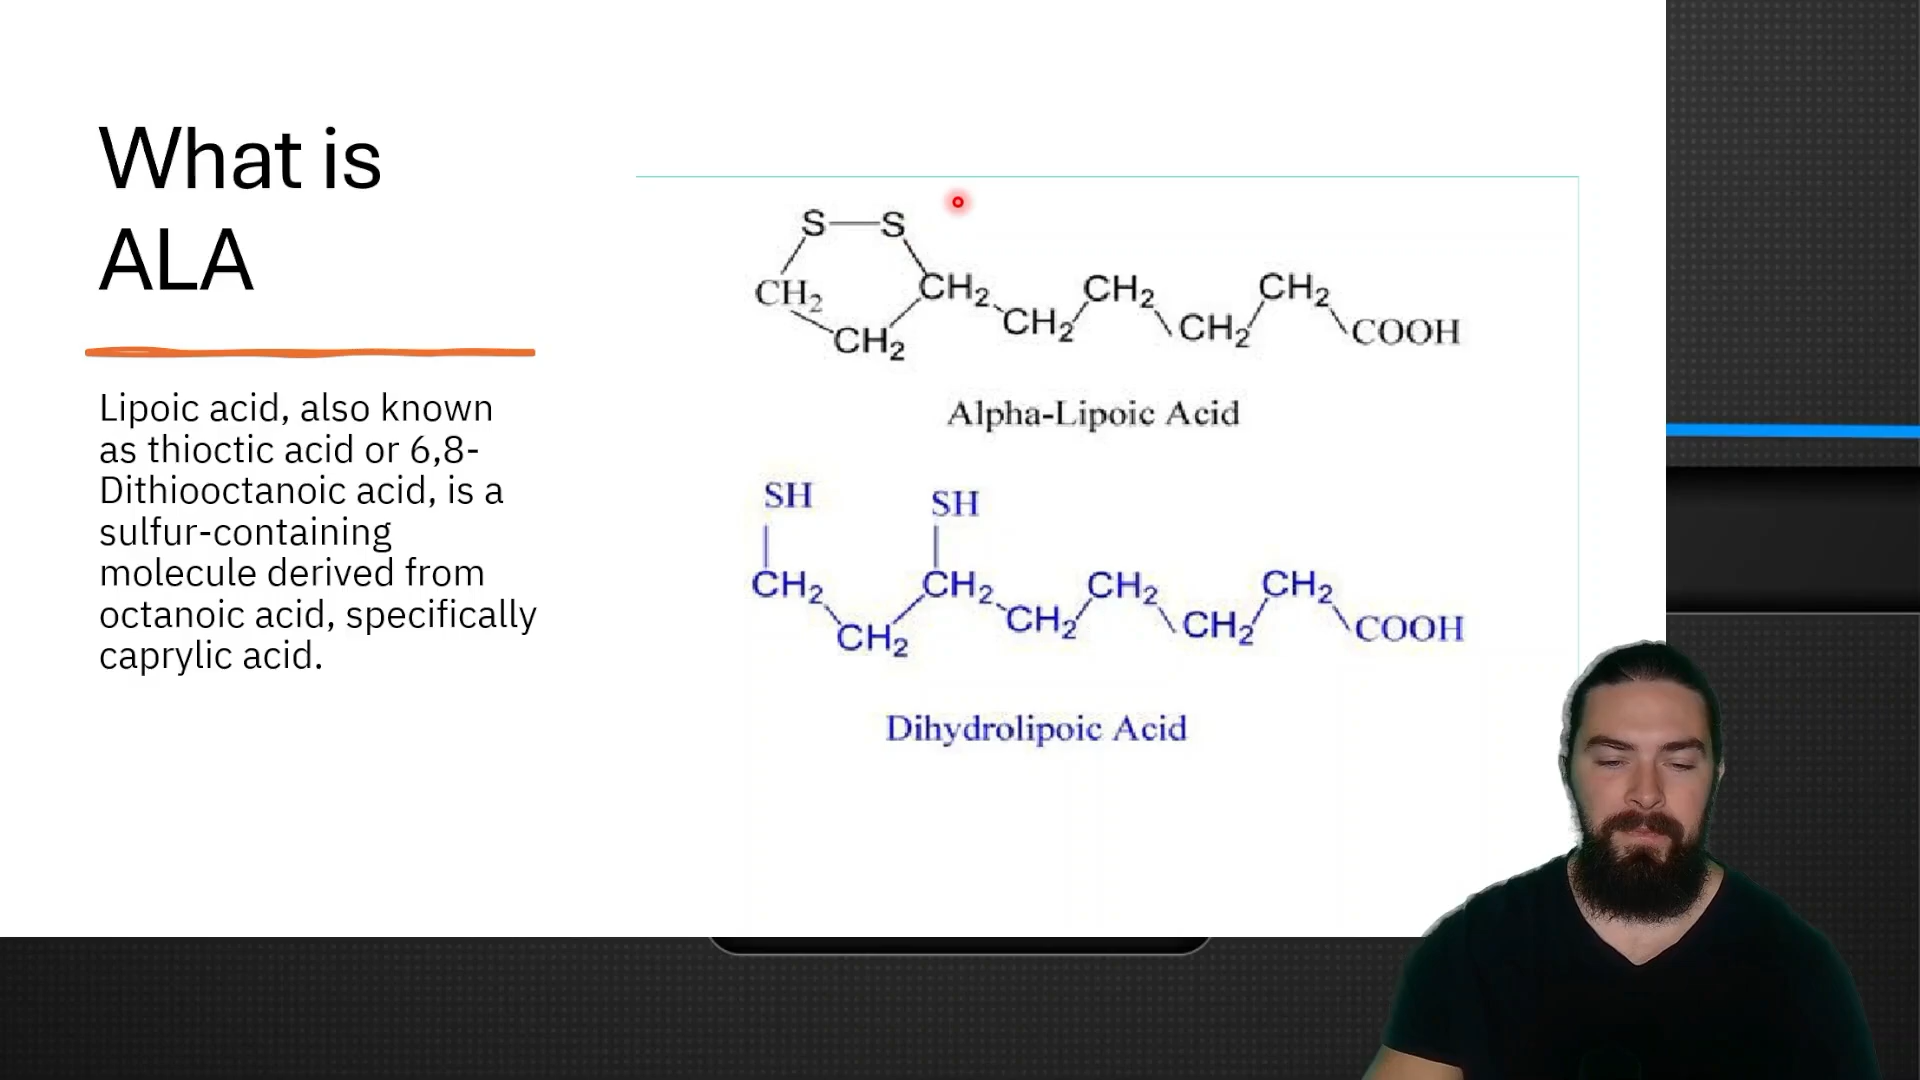 What is
ALA
Lipoic acid, also known
as thioctic acid or 6,8-
Dithiooctanoic acid, is a
sulfur-containing
molecule derived from
octanoic acid, specifically
caprylic acid.
S S
CH₂ CH₂ CH₂ CH₂
CH₂ CH₂ CH₂ COOH
Alpha-Lipoic Acid
SH SH
CH₂ CH₂ CH₂ CH₂
CH₂ CH₂ CH₂ COOH
Dihydrolipoic Acid